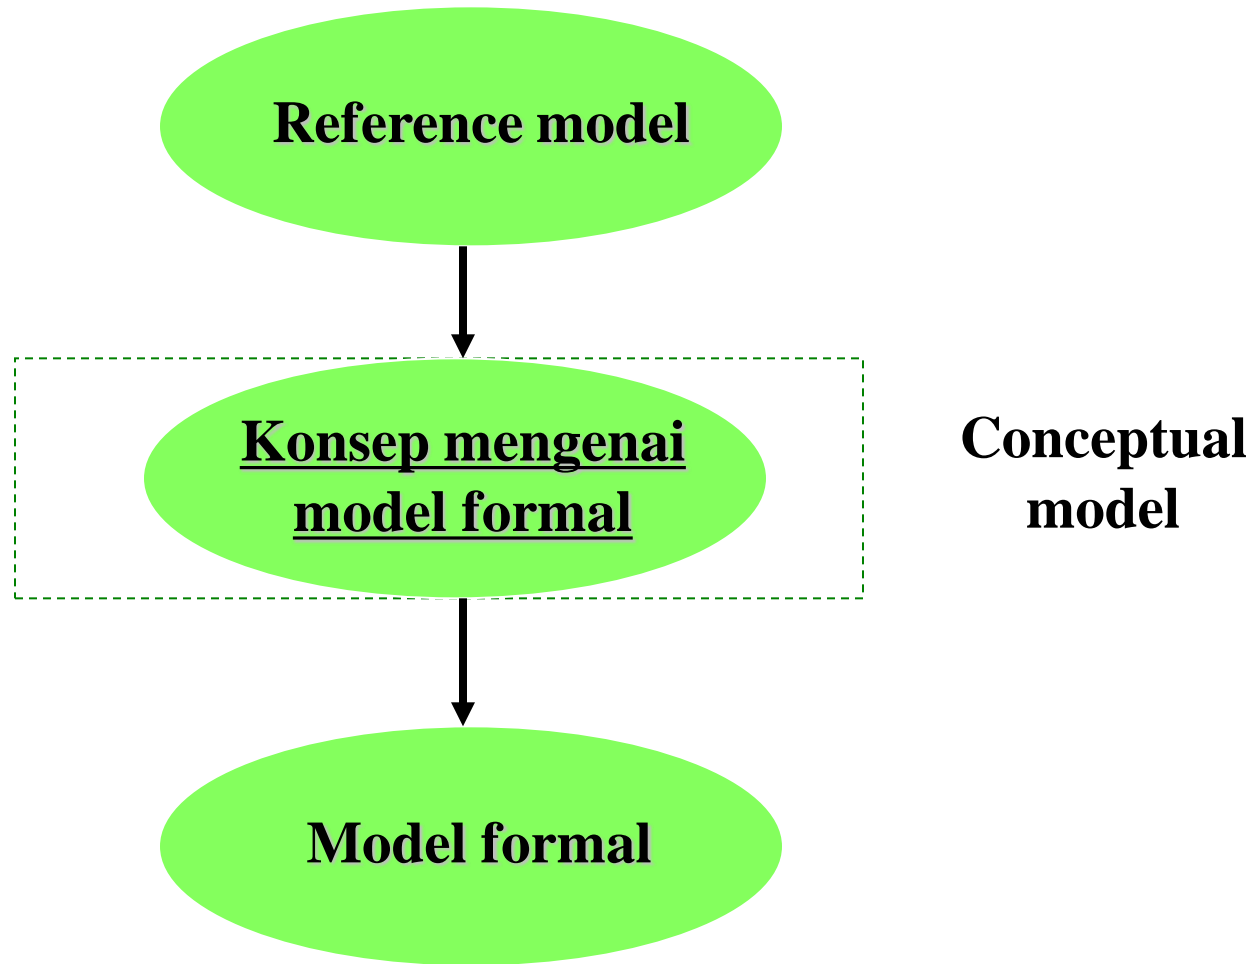 Reference model
Konsep mengenai
model formal
Conceptual
model
Model formal